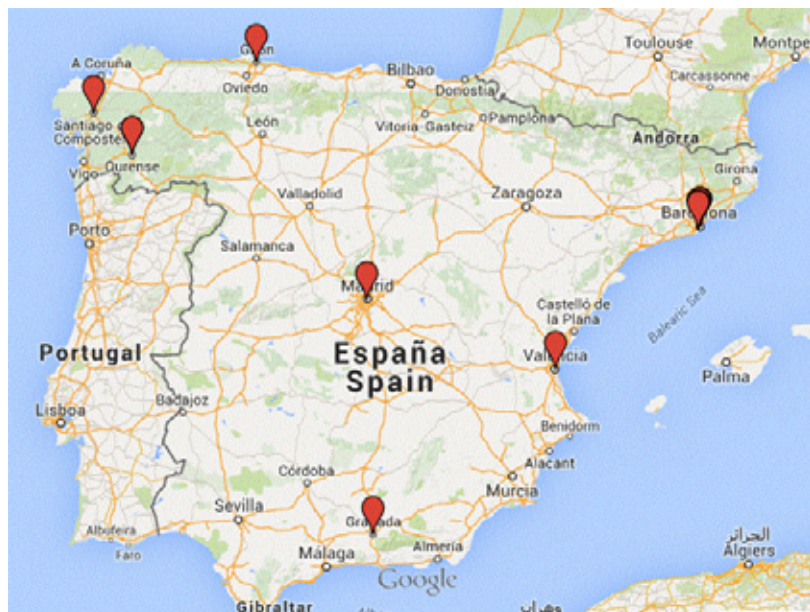 Toulouse
Montpe
A Coruña
Gijón
Bilbao
Donostia
Carcassonne
Oviedo
Santiago de
Compostela
León
Vitoria-Gasteiz
Pamplona
Andorra
Vigo
Ourense
Girona
Valladolid
Zaragoza
Barcelona
Porto
Salamanca
Madrid
Castelló de
la Plana
Balearic Sea
Portugal
España
Spain
Valencia
Palma
Lisboa
Badajoz
Benidorm
Alacant
Córdoba
Murcia
Sevilla
Granada
Albufeira
Faro
Málaga
Almería
Google
الجزائر
Algiers
Gibraltar
وهران